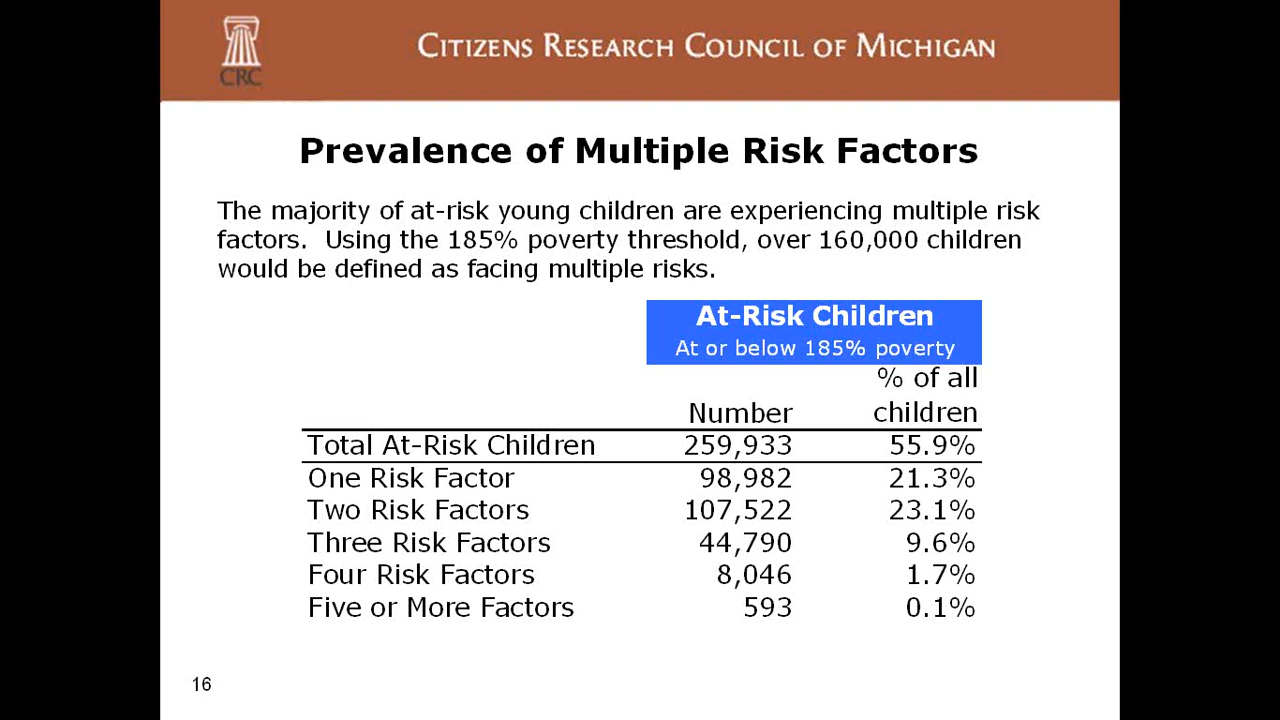 CRC
CITIZENS RESEARCH COUNCIL OF MICHIGAN
Prevalence of Multiple Risk Factors
The majority of at-risk young children are experiencing multiple risk
factors.  Using the 185% poverty threshold, over 160,000 children
would be defined as facing multiple risks.
At-Risk Children
At or below 185% poverty
% of all
Number children
Total At-Risk Children 259,933 55.9%
One Risk Factor 98,982 21.3%
Two Risk Factors 107,522 23.1%
Three Risk Factors 44,790 9.6%
Four Risk Factors 8,046 1.7%
Five or More Factors 593 0.1%
16